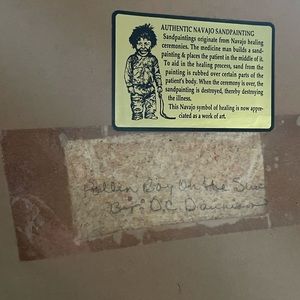 AUTHENTIC NAVAJO SANDPAINTING
Sandpaintings originate from Navajo healing
ceremonies. The medicine man builds a sand-
painting & places the patient in the middle of it.
To aid in the healing process, sand from the
painting is rubbed over certain parts of the
patient's body. When the ceremony is over, the
sandpainting is destroyed, thereby destroying
the illness.
This Navajo symbol of healing is now appre-
ciated as a work of art.
Boy On the
By: D.C.